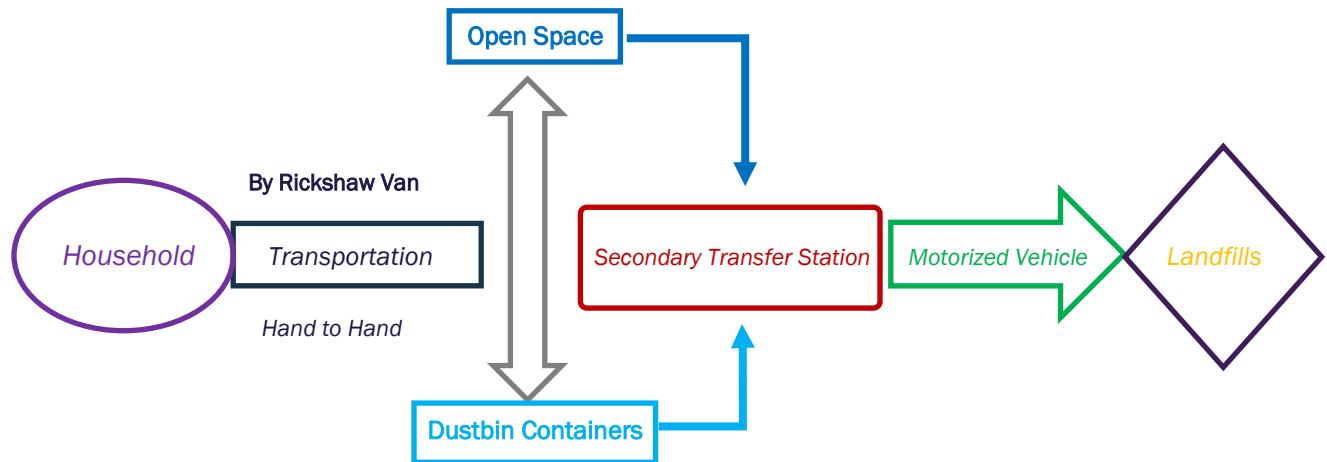 Open Space
By Rickshaw Van
Household
Transportation
Secondary Transfer Station
Motorized Vehicle
Landfills
Hand to Hand
Dustbin Containers